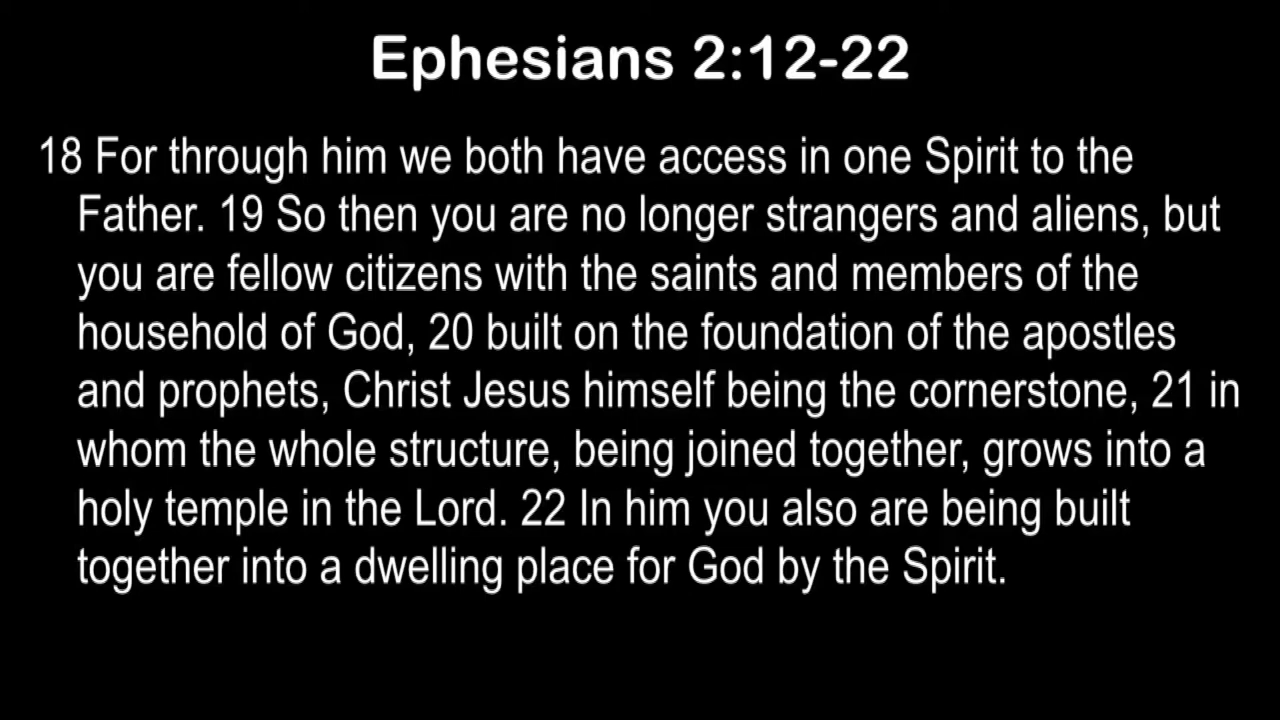 Ephesians 2:12-22
18 For through him we both have access in one Spirit to the
Father. 19 So then you are no longer strangers and aliens, but
you are fellow citizens with the saints and members of the
household of God, 20 built on the foundation of the apostles
and prophets, Christ Jesus himself being the cornerstone, 21 in
whom the whole structure, being joined together, grows into a
holy temple in the Lord. 22 In him you also are being built
together into a dwelling place for God by the Spirit.